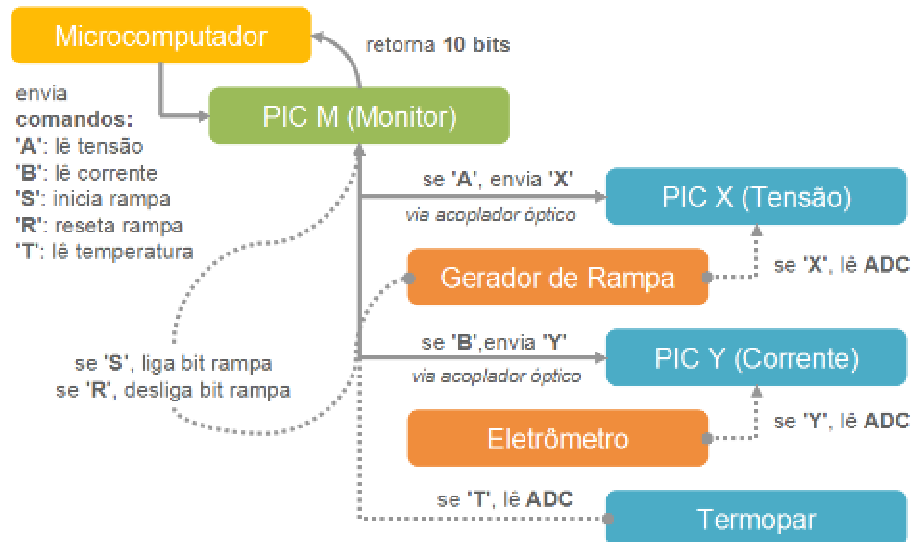 Microcomputador
retorna 10 bits
envia
comandos:
'A': lê tensão
'B': lê corrente
'S': inicia rampa
'R': reseta rampa
'T': lê temperatura
PIC M (Monitor)
se 'A', envia 'X'
via acoplador óptico
PIC X (Tensão)
Gerador de Rampa
se 'X', lê ADC
se 'S', liga bit rampa
se 'R', desliga bit rampa
se 'B',envia 'Y'
via acoplador óptico
PIC Y (Corrente)
Eletrômetro
se 'Y', lê ADC
se 'T', lê ADC
Termopar